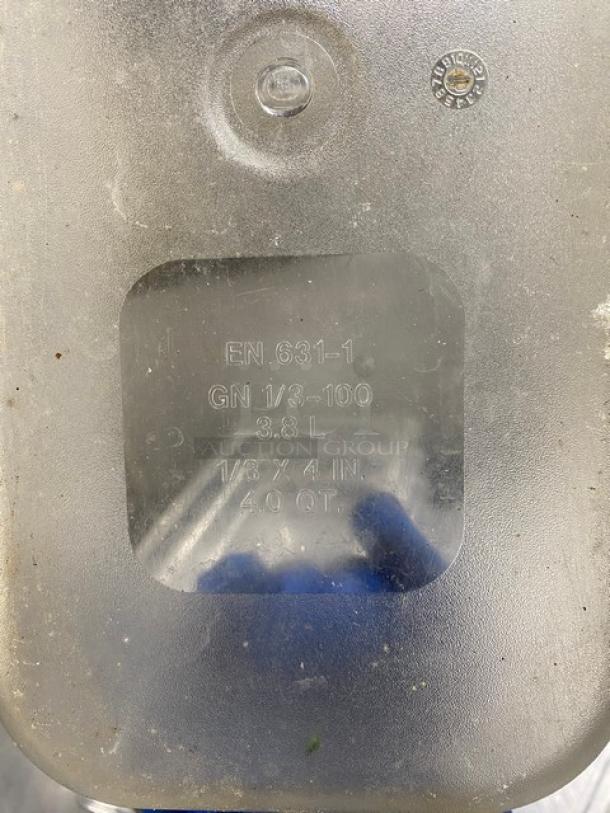 EN 631-1
GN 1/3-100
3.8 L
AUCTION GROUP
1/3 X 4 IN.
4.0 QT.